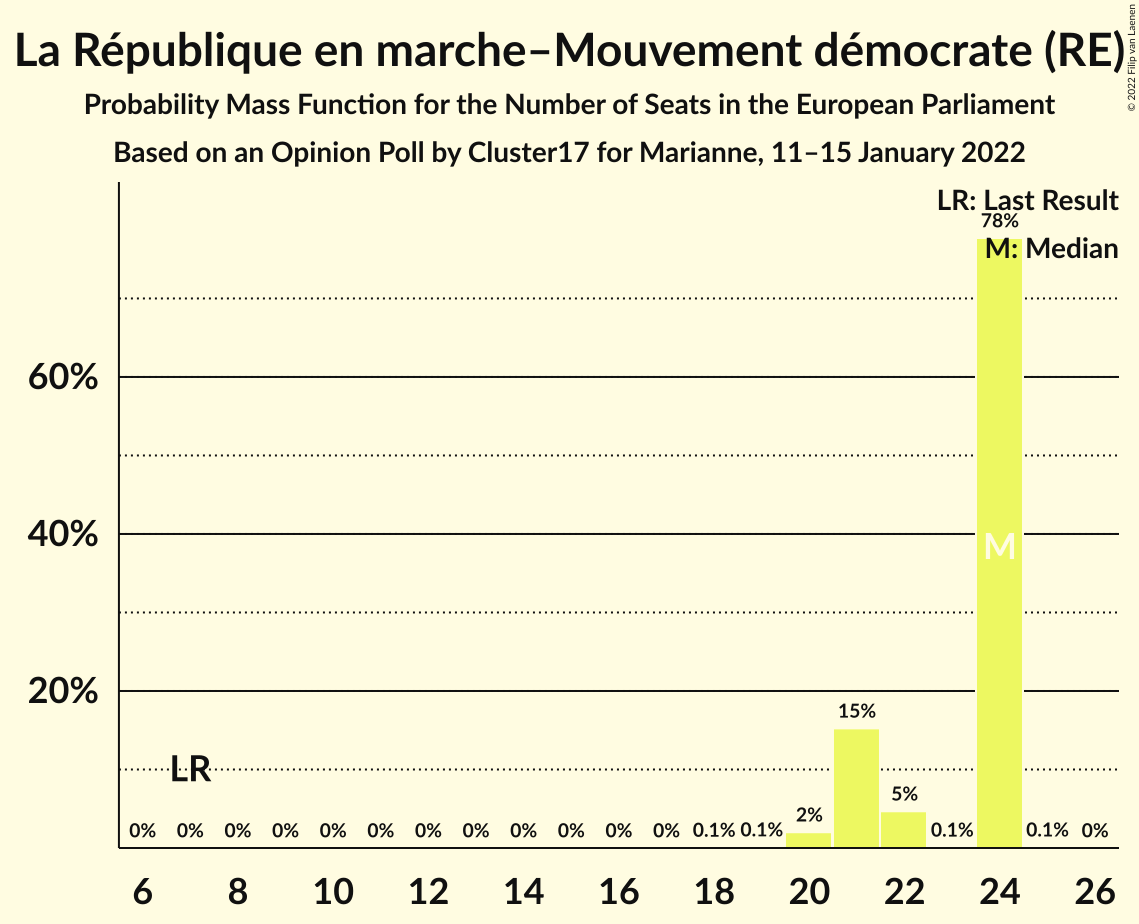 La République en marche–Mouvement démocrate (RE)
© 2022 Filip van Laenen
Probability Mass Function for the Number of Seats in the European Parliament
Based on an Opinion Poll by Cluster17 for Marianne, 11–15 January 2022
LR: Last Result
78%
M: Median
60%
40%
M
20%
15%
LR
5%
2%
0% 0% 0% 0% 0% 0% 0% 0% 0% 0% 0% 0% 0.1% 0.1% 0.1% 0.1% 0%
6 8 10 12 14 16 18 20 22 24 26